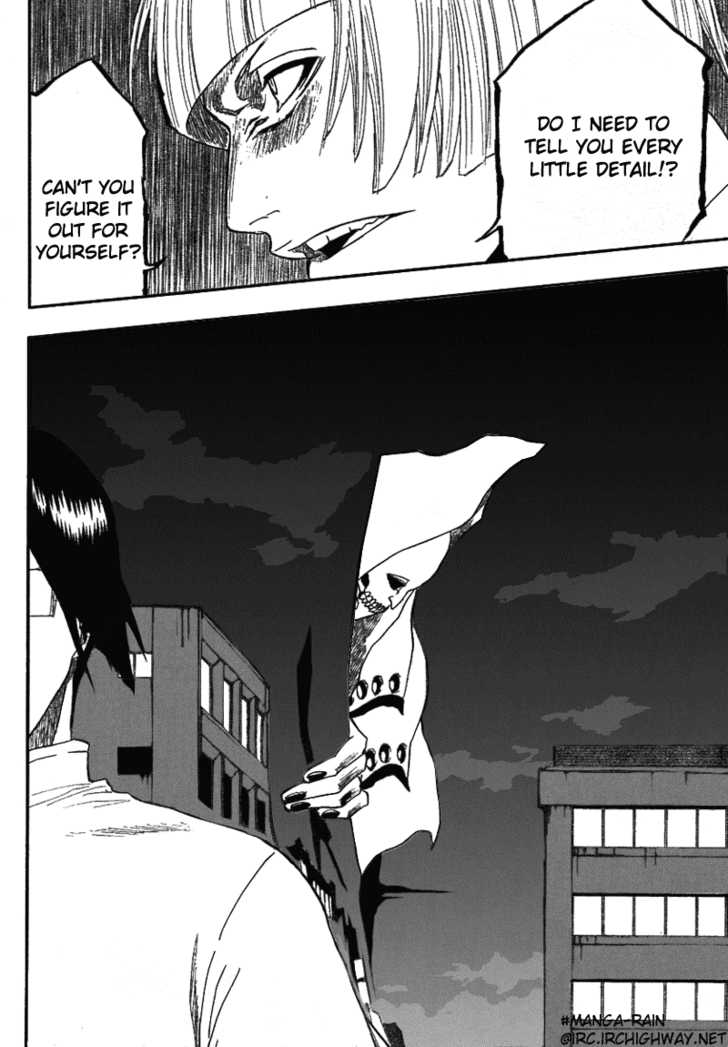 DO I NEED TO
TELL YOU EVERY
LITTLE DETAIL!?
CAN'T YOU
FIGURE IT
OUT FOR
YOURSELF?
#MANGA-RAIN
@IRC.IRCHIGHWAY.NET